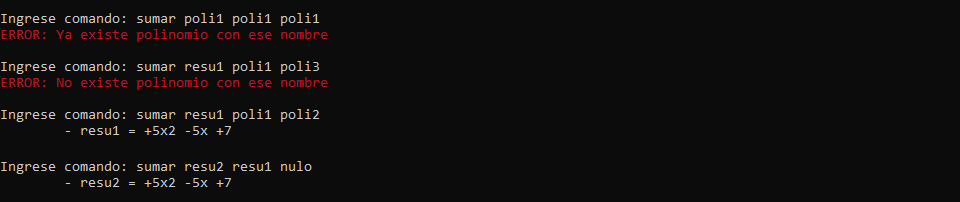 Ingrese comando: sumar poli1 poli1 poli1
ERROR: Ya existe polinomio con ese nombre
Ingrese comando: sumar resu1 poli1 poli3
ERROR: No existe polinomio con ese nombre
Ingrese comando: sumar resu1 poli1 poli2
- resu1 = +5x2 -5x +7
Ingrese comando: sumar resu2 resu1 nulo
- resu2 = +5x2 -5x +7